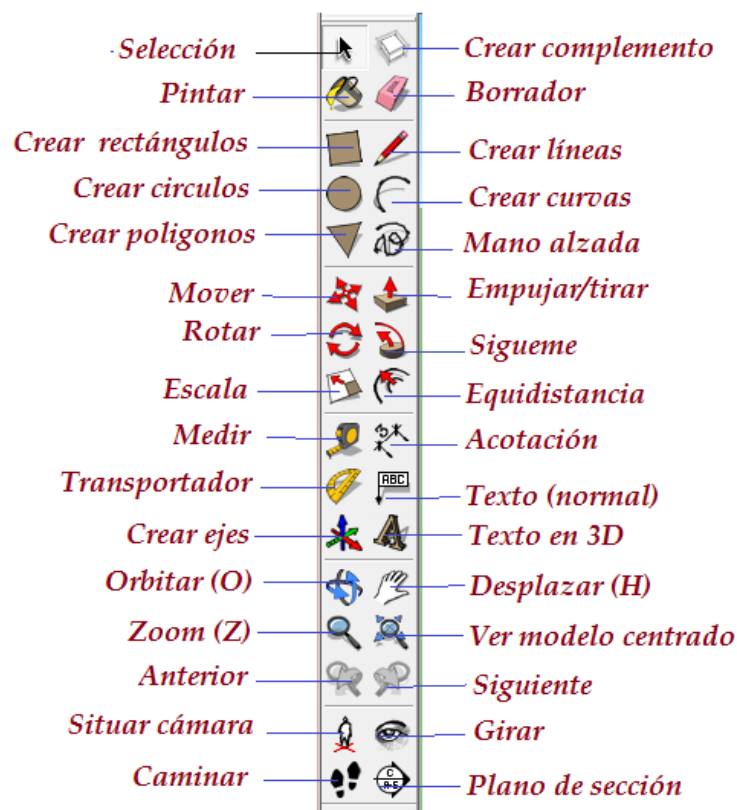 Selección
Crear complemento
Pintar
Borrador
Crear rectángulos
Crear líneas
Crear circulos
Crear curvas
Crear poligonos
Mano alzada
Mover
Empujar/tirar
Rotar
Sigueme
Escala
Equidistancia
Medir
Acotación
Transportador
ABC
Texto (normal)
Crear ejes
Texto en 3D
Orbitar (O)
Desplazar (H)
Zoom (Z)
Ver modelo centrado
Anterior
Siguiente
Situar cámara
Girar
Caminar
C
A-5
Plano de sección